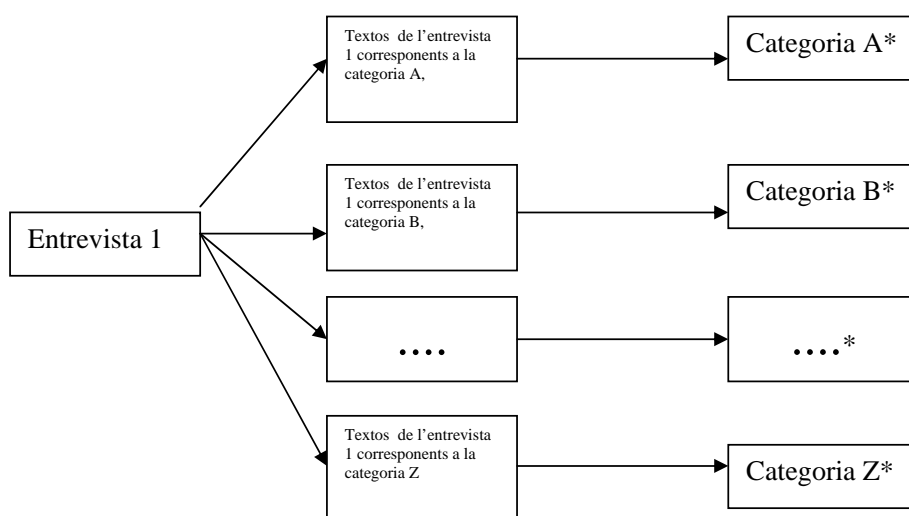 Textos de l’entrevista
1 corresponents a la
categoria A,
Categoria A*
Textos de l’entrevista
1 corresponents a la
categoria B,
Categoria B*
Entrevista 1
....
....*
Textos de l’entrevista
1 corresponents a la
categoria Z
Categoria Z*